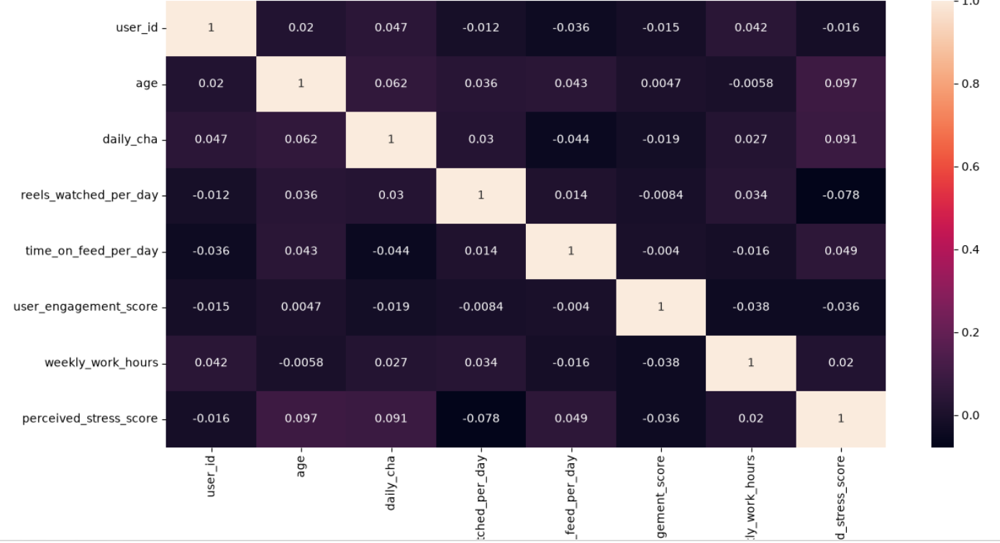 1.0
user_id 1 0.02 0.047 -0.012 -0.036 -0.015 0.042 -0.016
age 0.02 1 0.062 0.036 0.043 0.0047 -0.0058 0.097
0.8
daily_cha 0.047 0.062 1 0.03 -0.044 -0.019 0.027 0.091
0.6
reels_watched_per_day -0.012 0.036 0.03 1 0.014 -0.0084 0.034 -0.078
time_on_feed_per_day -0.036 0.043 -0.044 0.014 1 -0.004 -0.016 0.049
0.4
user_engagement_score -0.015 0.0047 -0.019 -0.0084 -0.004 1 -0.038 -0.036
0.2
weekly_work_hours 0.042 -0.0058 0.027 0.034 -0.016 -0.038 1 0.02
perceived_stress_score -0.016 0.097 0.091 -0.078 0.049 -0.036 0.02 1
0.0
user_id
age
daily_cha
tched_per_day
_feed_per_day
gement_score
ly_work_hours
d_stress_score